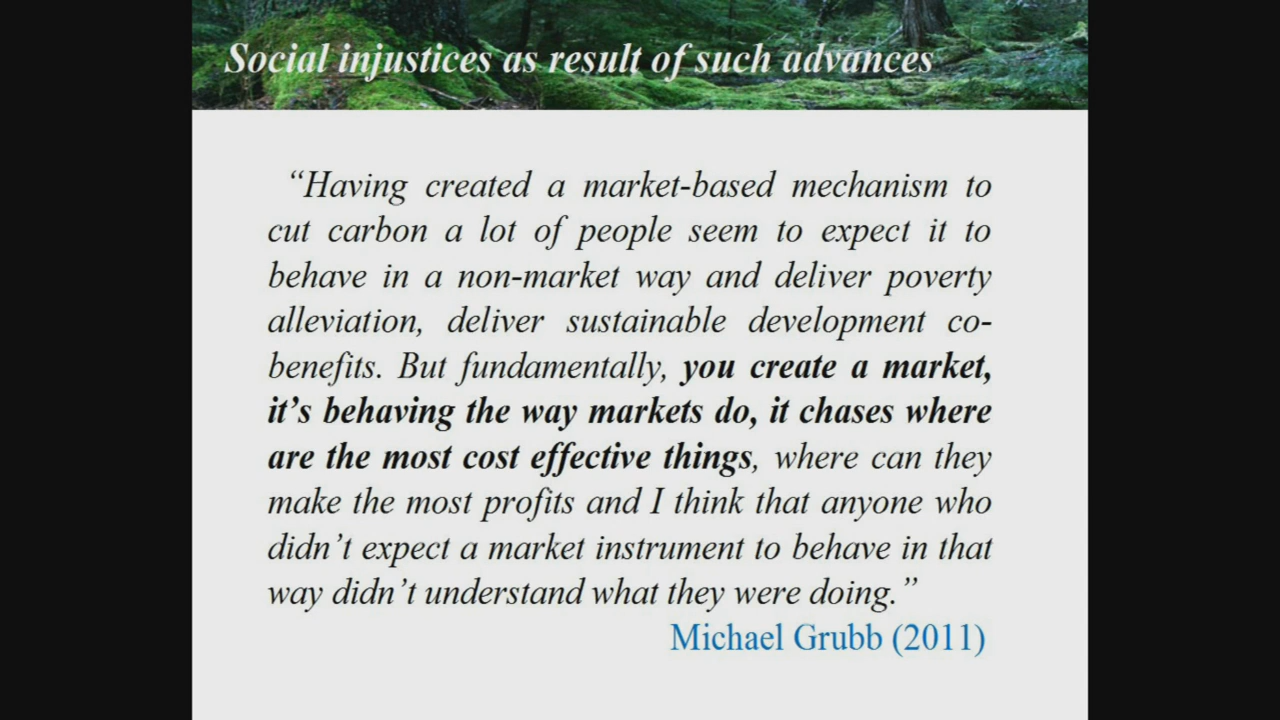 Social injustices as result of such advances
“Having created a market-based mechanism to
cut carbon a lot of people seem to expect it to
behave in a non-market way and deliver poverty
alleviation, deliver sustainable development co-
benefits. But fundamentally, you create a market,
it’s behaving the way markets do, it chases where
are the most cost effective things, where can they
make the most profits and I think that anyone who
didn’t expect a market instrument to behave in that
way didn’t understand what they were doing.”
Michael Grubb (2011)